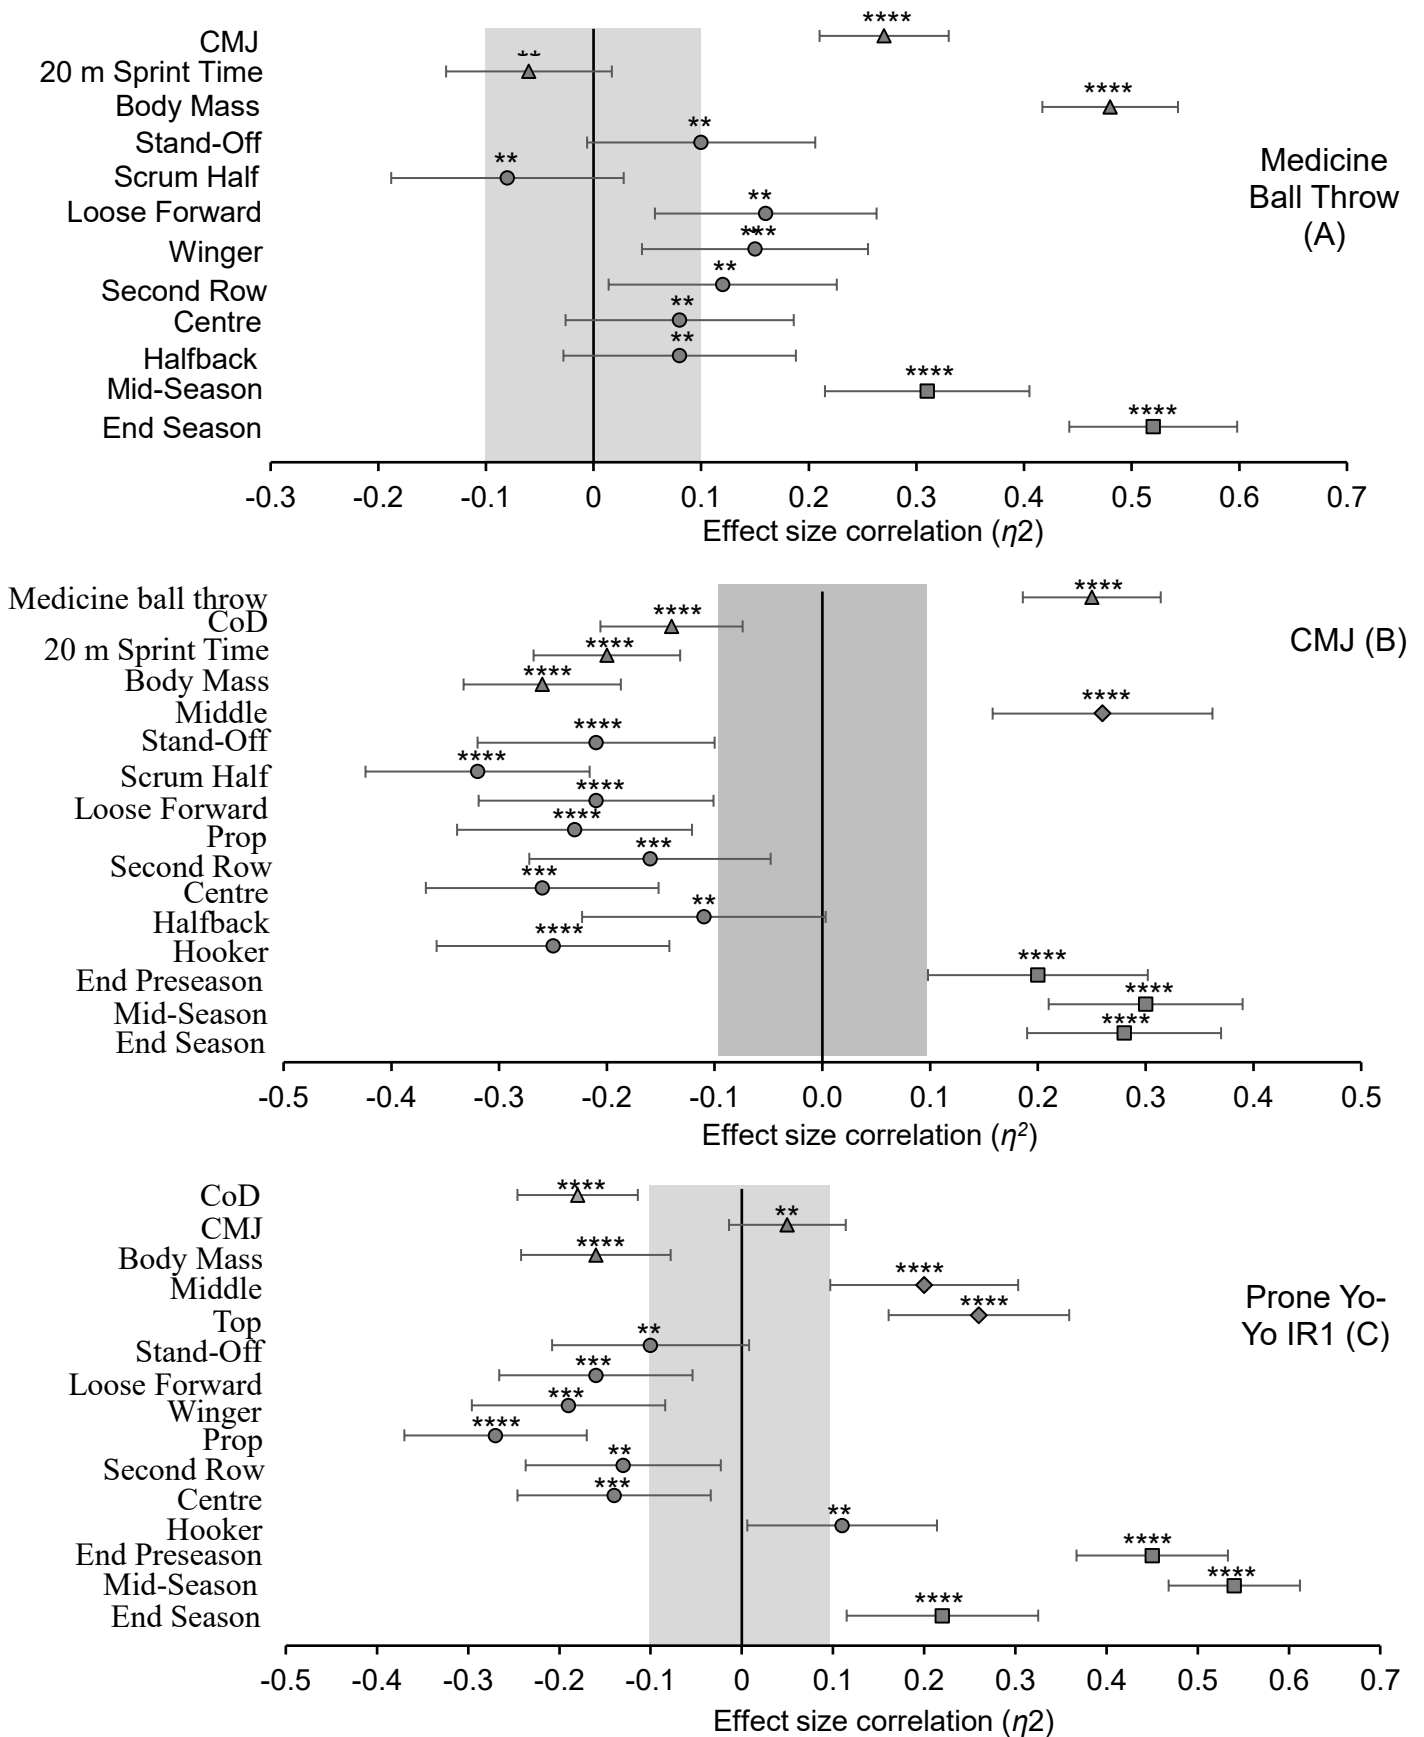 CMJ
****
20 m Sprint Time
**
Body Mass
****
Stand-Off
**
Scrum Half
**
Loose Forward
**
Winger
***
Second Row
**
Centre
**
Halfback
**
Mid-Season
****
End Season
****
Medicine
Ball Throw
(A)
-0.3 -0.2 -0.1 0 0.1 0.2 0.3 0.4 0.5 0.6 0.7
Effect size correlation (η2)
Medicine ball throw
****
CoD
****
20 m Sprint Time
****
Body Mass
****
Middle
****
Stand-Off
****
Scrum Half
****
Loose Forward
****
Prop
****
Second Row
***
Centre
***
Halfback
**
Hooker
****
End Preseason
****
Mid-Season
****
End Season
****
CMJ (B)
-0.5 -0.4 -0.3 -0.2 -0.1 0.0 0.1 0.2 0.3 0.4 0.5
Effect size correlation (η²)
CoD
****
CMJ
**
Body Mass
****
Middle
****
Top
****
Stand-Off
**
Loose Forward
***
Winger
***
Prop
****
Second Row
**
Centre
***
Hooker
**
End Preseason
****
Mid-Season
****
End Season
****
Prone Yo-
Yo IR1 (C)
-0.5 -0.4 -0.3 -0.2 -0.1 0 0.1 0.2 0.3 0.4 0.5 0.6 0.7
Effect size correlation (η2)